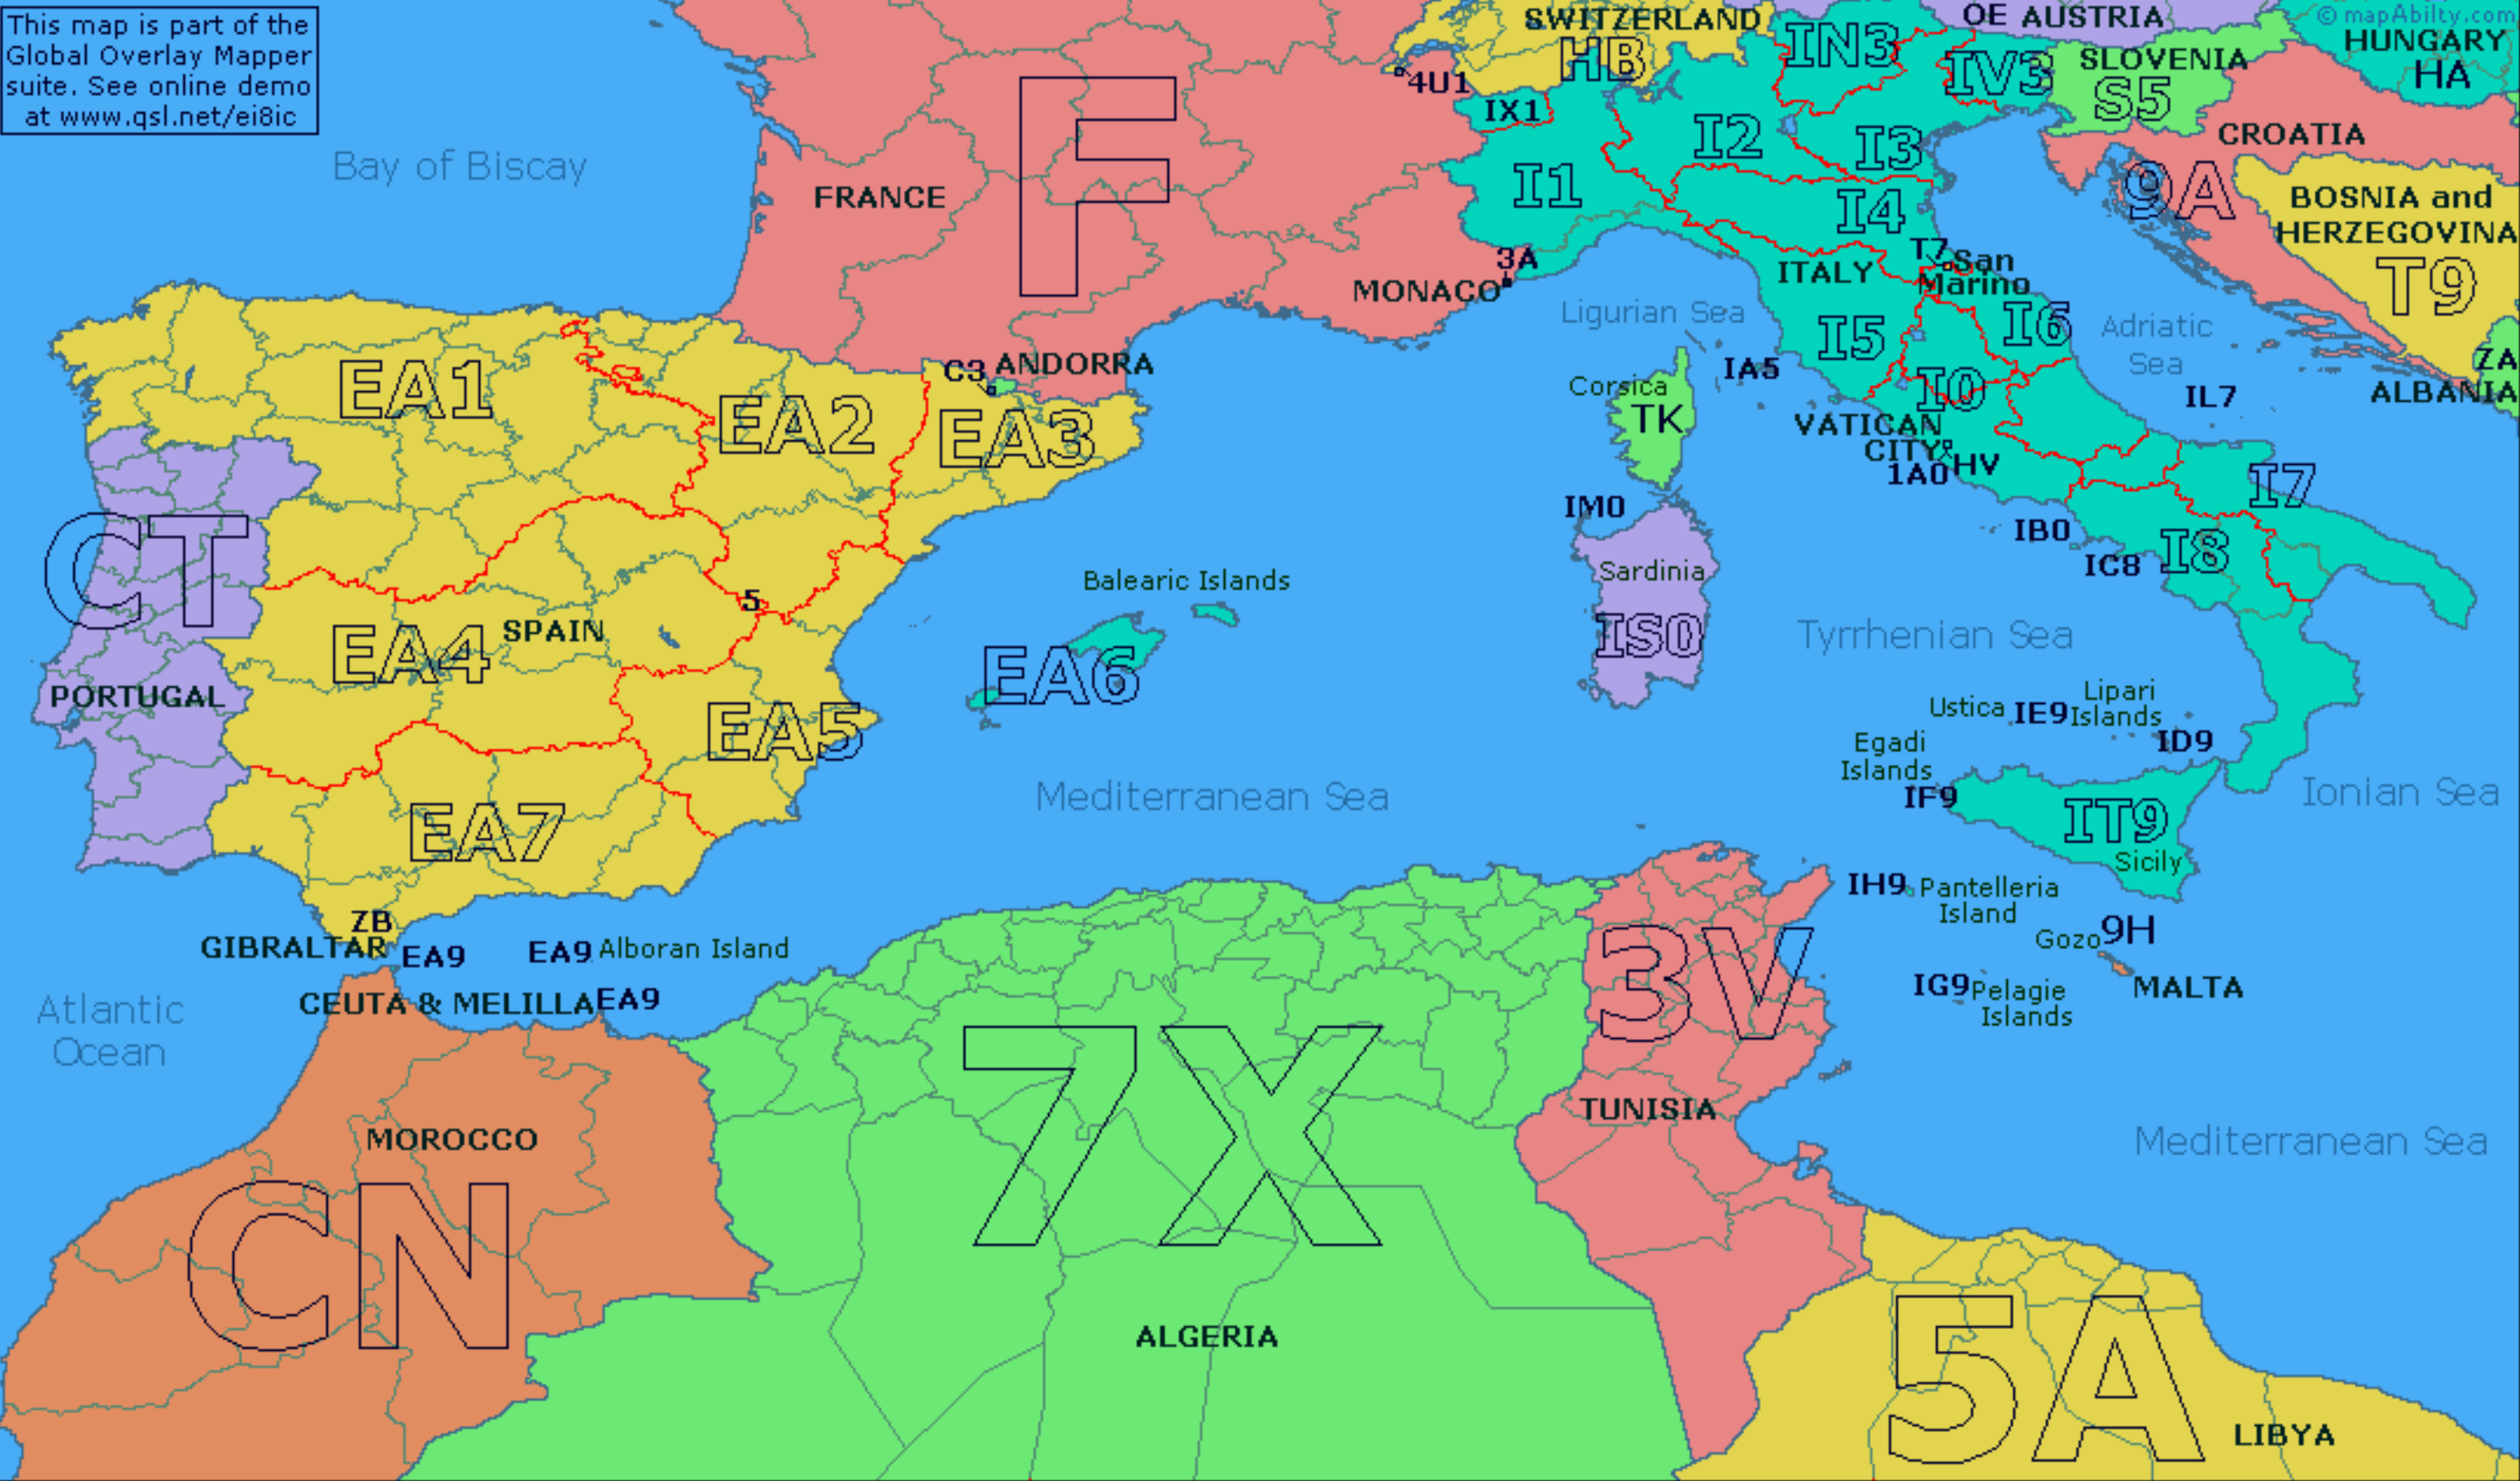 This map is part of the
Global Overlay Mapper
suite. See online demo
at www.qsl.net/ei8ic
© mapAbilty.com
SWITZERLAND
HB
OE AUSTRIA
HUNGARY
HA
IN3
IV3
SLOVENIA
S5
4U1
IX1
I2
I3
CROATIA
9A
Bay of Biscay
FRANCE
F
I1
I4
BOSNIA and
HERZEGOVINA
T9
3A
MONACO
T7
San
Marino
ITALY
Ligurian Sea
I5
I6
Adriatic
Sea
ZA
ALBANIA
EA1
EA2
C3
ANDORRA
EA3
Corsica
TK
IA5
I0
IL7
VATICAN
CITY
HV
1A0
I7
CT
IM0
IB0
I8
IC8
Sardinia
IS0
Balearic Islands
5
EA4
SPAIN
EA6
Tyrrhenian Sea
PORTUGAL
EA5
Ustica
IE9
Lipari
Islands
ID9
Egadi
Islands
IF9
Mediterranean Sea
Ionian Sea
EA7
IT9
Sicily
IH9
Pantelleria
Island
ZB
GIBRALTAR
EA9
EA9
Alboran Island
3V
Gozo
9H
MALTA
IG9
Pelagie
Islands
Atlantic
Ocean
CEUTA & MELILLA
EA9
7X
TUNISIA
MOROCCO
Mediterranean Sea
CN
ALGERIA
5A
LIBYA